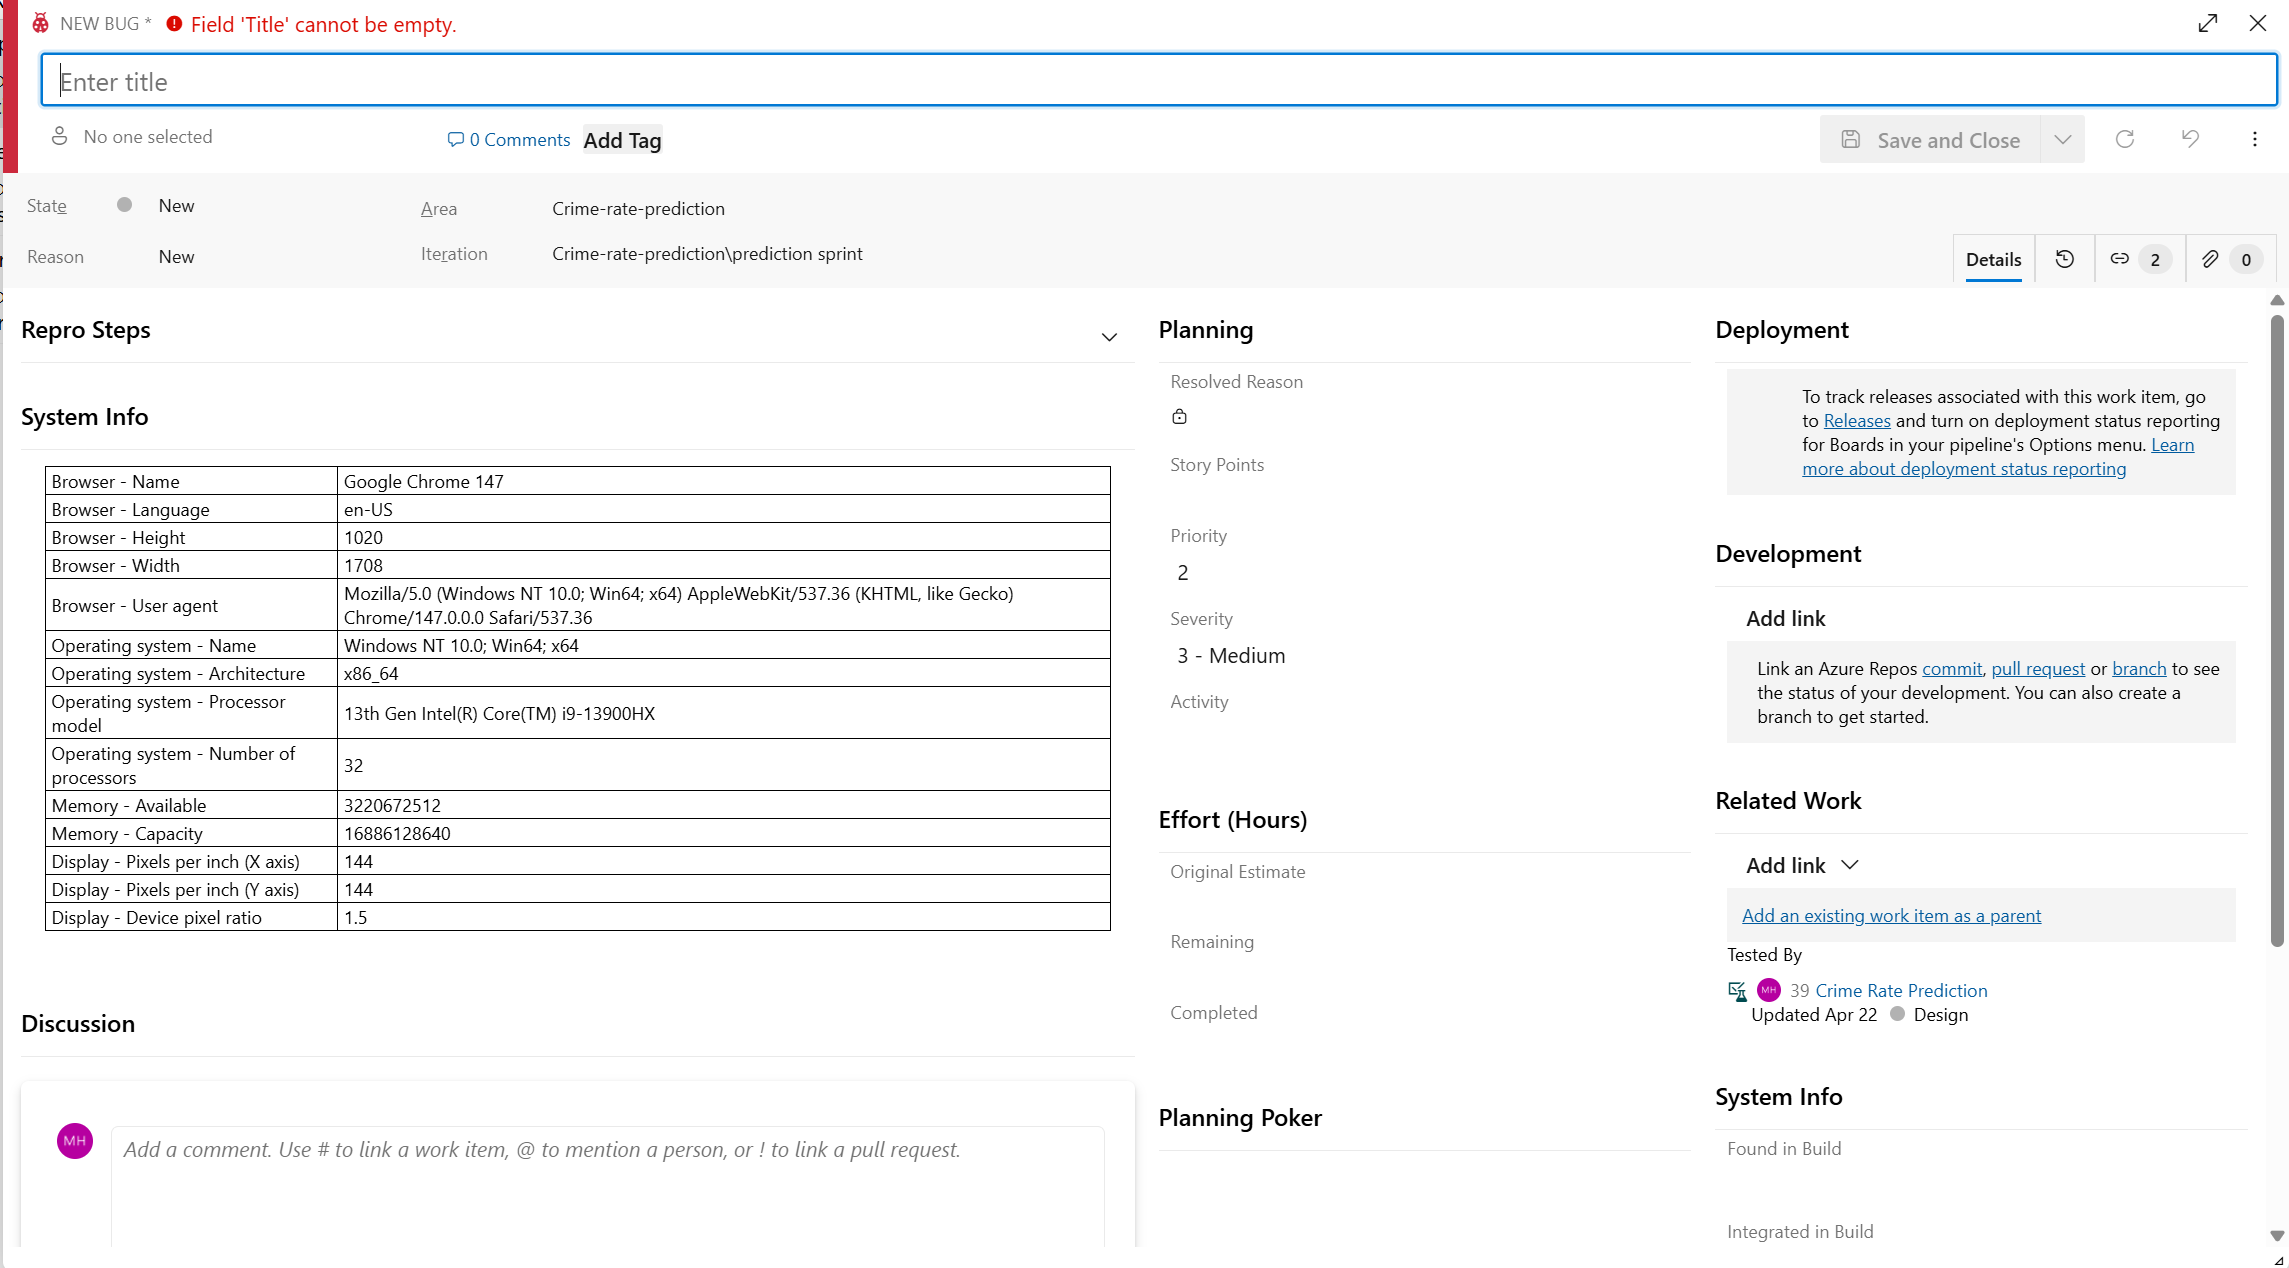 NEW BUG * Field 'Title' cannot be empty.
Enter title
No one selected
0 Comments
Add Tag
Save and Close
State
New
Area
Crime-rate-prediction
Reason
New
Iteration
Crime-rate-prediction\prediction sprint
Details
2
0
Repro Steps
System Info
Browser - Name Google Chrome 147
Browser - Language en-US
Browser - Height 1020
Browser - Width 1708
Browser - User agent
Mozilla/5.0 (Windows NT 10.0; Win64; x64) AppleWebKit/537.36 (KHTML, like Gecko)
Chrome/147.0.0.0 Safari/537.36
Operating system - Name Windows NT 10.0; Win64; x64
Operating system - Architecture x86_64
Operating system - Processor
model
13th Gen Intel(R) Core(TM) i9-13900HX
Operating system - Number of
processors
32
Memory - Available 3220672512
Memory - Capacity 16886128640
Display - Pixels per inch (X axis) 144
Display - Pixels per inch (Y axis) 144
Display - Device pixel ratio 1.5
Discussion
MH
Add a comment. Use # to link a work item, @ to mention a person, or ! to link a pull request.
Planning
Resolved Reason
Story Points
Priority
2
Severity
3 - Medium
Activity
Effort (Hours)
Original Estimate
Remaining
Completed
Planning Poker
Deployment
To track releases associated with this work item, go
to Releases and turn on deployment status reporting
for Boards in your pipeline's Options menu. Learn
more about deployment status reporting
Development
Add link
Link an Azure Repos commit, pull request or branch to see
the status of your development. You can also create a
branch to get started.
Related Work
Add link
Add an existing work item as a parent
Tested By
MH 39 Crime Rate Prediction
Updated Apr 22 Design
System Info
Found in Build
Integrated in Build